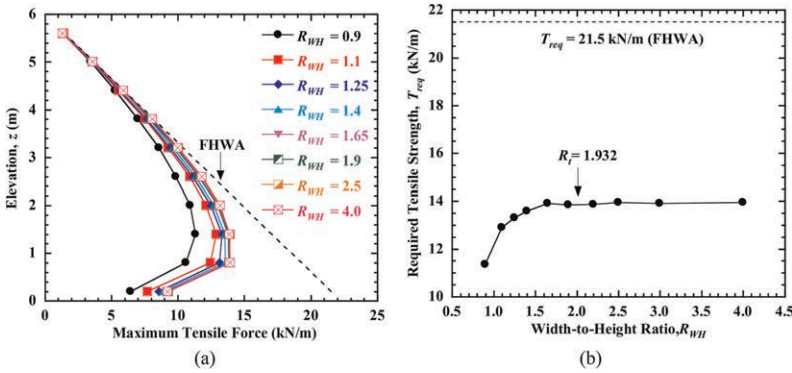 (a)
Elevation, z (m)
6
5
4
3
2
1
0
0 5 10 15 20 25
Maximum Tensile Force (kN/m)
FHWA
R_WH = 0.9
R_WH = 1.1
R_WH = 1.25
R_WH = 1.4
R_WH = 1.65
R_WH = 1.9
R_WH = 2.5
R_WH = 4.0
(a)
(b)
Required Tensile Strength, T_req (kN/m)
22
20
18
16
14
12
10
T_req = 21.5 kN/m (FHWA)
R_t = 1.932
0.5 1.0 1.5 2.0 2.5 3.0 3.5 4.0 4.5
Width-to-Height Ratio,R_WH
(b)